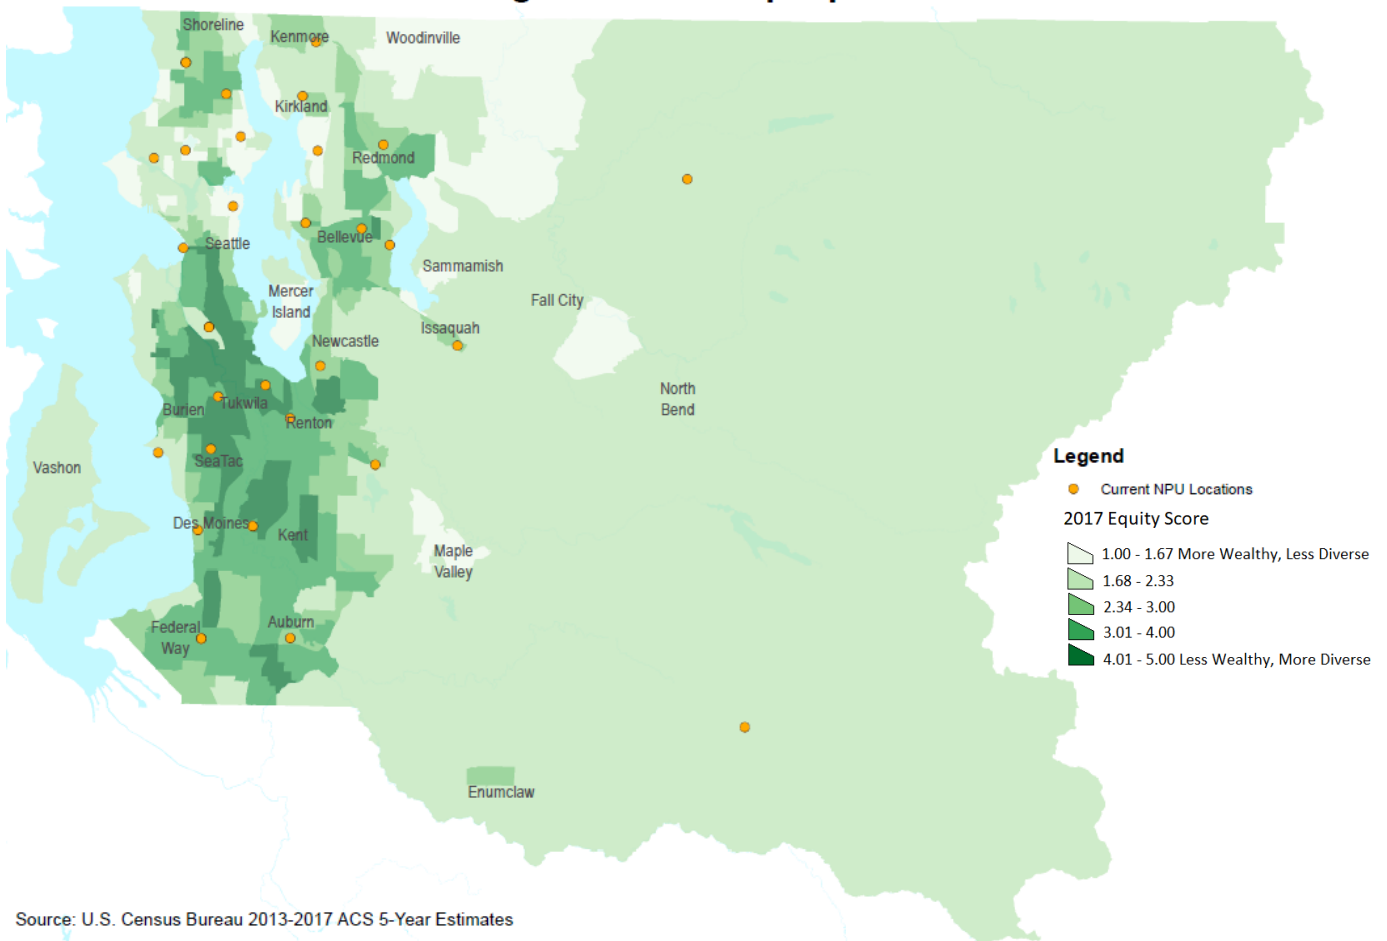 Shoreline
Kenmore
Woodinville
Kirkland
Redmond
Seattle
Bellevue
Sammamish
Mercer
Island
Fall City
Issaquah
Newcastle
North
Bend
Burien
Tukwila
Renton
SeaTac
Vashon
Des Moines
Kent
Maple
Valley
Federal
Way
Auburn
Enumclaw
Legend
Current NPU Locations
2017 Equity Score
1.00 - 1.67 More Wealthy, Less Diverse
1.68 - 2.33
2.34 - 3.00
3.01 - 4.00
4.01 - 5.00 Less Wealthy, More Diverse
Source: U.S. Census Bureau 2013-2017 ACS 5-Year Estimates